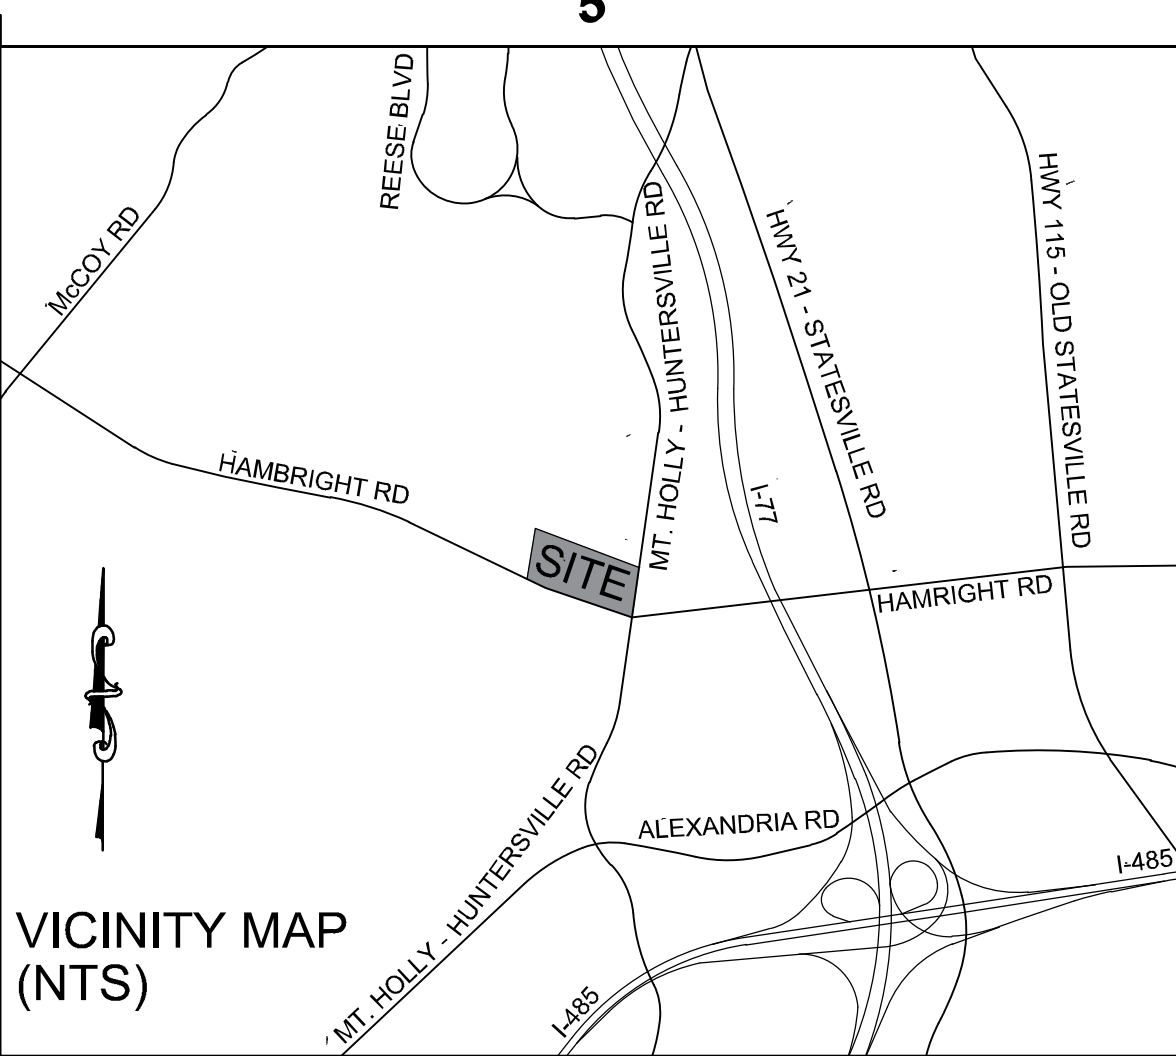 5
REESE BLVD
McCOY RD
MT. HOLLY - HUNTERSVILLE RD
HWY 21 - STATESVILLE RD
HWY 115 - OLD STATESVILLE RD
HAMBRIGHT RD
I-77
SITE
HAMRIGHT RD
MT. HOLLY - HUNTERSVILLE RD
ALEXANDRIA RD
I-485
VICINITY MAP
(NTS)
I-485